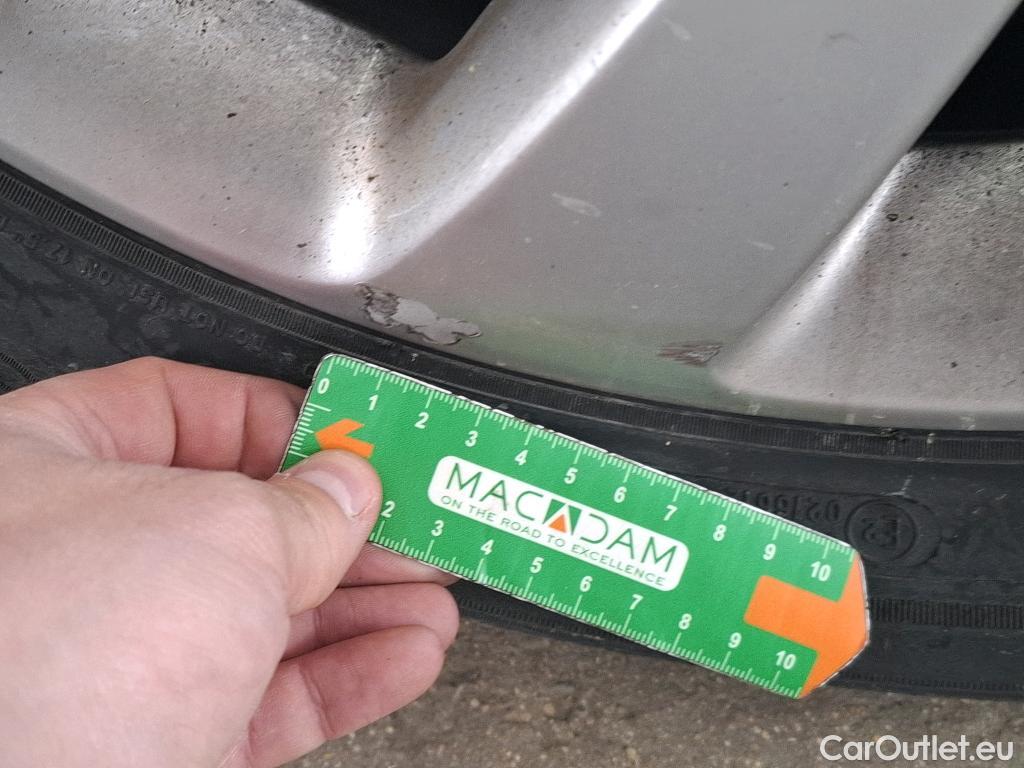 0 1 2 3 4 5 6 7 8 9 10
MACADAM
ON THE ROAD TO EXCELLENCE
2 3 4 5 6 7 8 9 10
E2
CarOutlet.eu